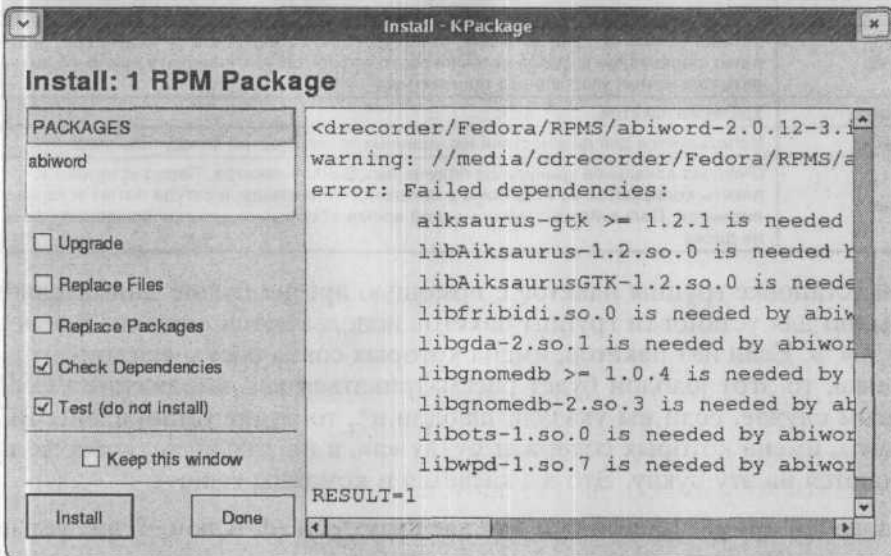 Install - KPackage
Install: 1 RPM Package
PACKAGES
abiword
Upgrade
Replace Files
Replace Packages
Check Dependencies
Test (do not install)
Keep this window
Install
Done
<drecorder/Fedora/RPMS/abiword-2.0.12-3.i
warning: //media/cdrecorder/Fedora/RPMS/a
error: Failed dependencies:
aiksaurus-gtk >= 1.2.1 is needed
libAiksaurus-1.2.so.0 is needed b
libAiksaurusGTK-1.2.so.0 is neede
libfribidi.so.0 is needed by abiw
libgda-2.so.1 is needed by abiwor
libgnomedb >= 1.0.4 is needed by
libgnomedb-2.so.3 is needed by ab
libots-1.so.0 is needed by abiwor
libwpd-1.so.7 is needed by abiwor
RESULT=1